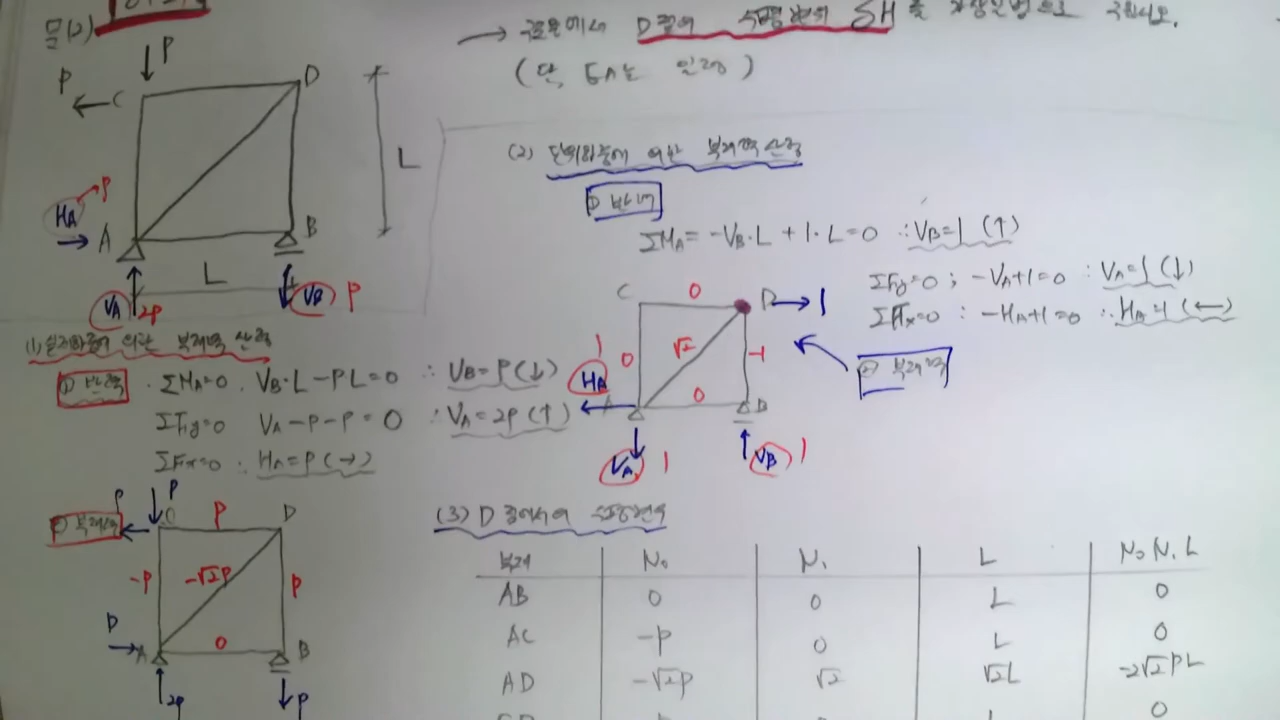 문(2)
→ 구조물에서 D점의 수평변위 δH를 가상일법으로 구하시오.
(단, EA는 일정)
P
P
C
D
L
HA
P
A
B
L
VA
2P
VB
P
(1) 실제하중에 의한 부재력 산정
① 반력
· ΣMA=0 . VB·L-PL=0 ∴ VB=P(↓)
ΣFy=0 VA-P-P=0 ∴ VA=2P(↑)
ΣFx=0 . HA=P(→)
② 부재력
P
P
C
P
D
-P
-√2P
P
P
A
0
B
2P
P
(2) 단위하중에 의한 부재력 산정
① 반력
ΣMA=-VB·L+1·L=0 ∴ VB=1(↑)
ΣFy=0 ; -VA+1=0 : VA=1(↓)
ΣFx=0 : -HA+1=0 ∴ HA=1(←)
② 부재력
C
0
D
1
1
0
√2
-1
HA
A
0
B
VA
1
VB
1
(3) D점에서의 수평변위
부재 N₀ N₁ L N₀N₁L
AB 0 0 L 0
AC -P 0 L 0
AD -√2P √2 √2L -2√2PL
0